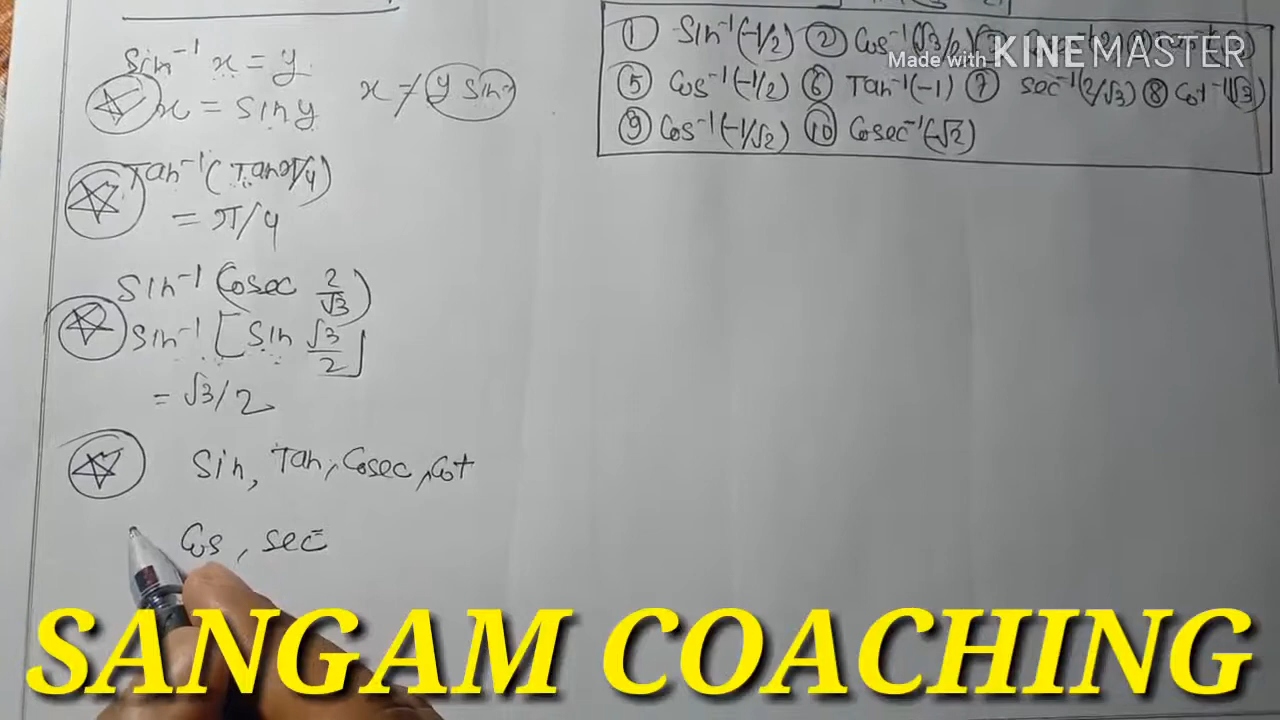 Sin⁻¹ x = y
x = siny
x ≠ y sin⁻¹
Tan⁻¹ (Tan π/4)
= π/4
Sin⁻¹ (Cosec 2/√3)
Sin⁻¹ [Sin √3/2]
= √3/2
Sin, Tan, Cosec, Cot
Cos, sec
① Sin⁻¹(-1/2) ② Cos⁻¹(√3/2)
Made with KINEMASTER
⑤ Cos⁻¹(-1/2) ⑥ Tan⁻¹(-1) ⑦ sec⁻¹(2/√3) ⑧ Cot⁻¹(√3)
⑨ Cos⁻¹(-1/√2) ⑩ Cosec⁻¹(-√2)
SANGAM COACHING